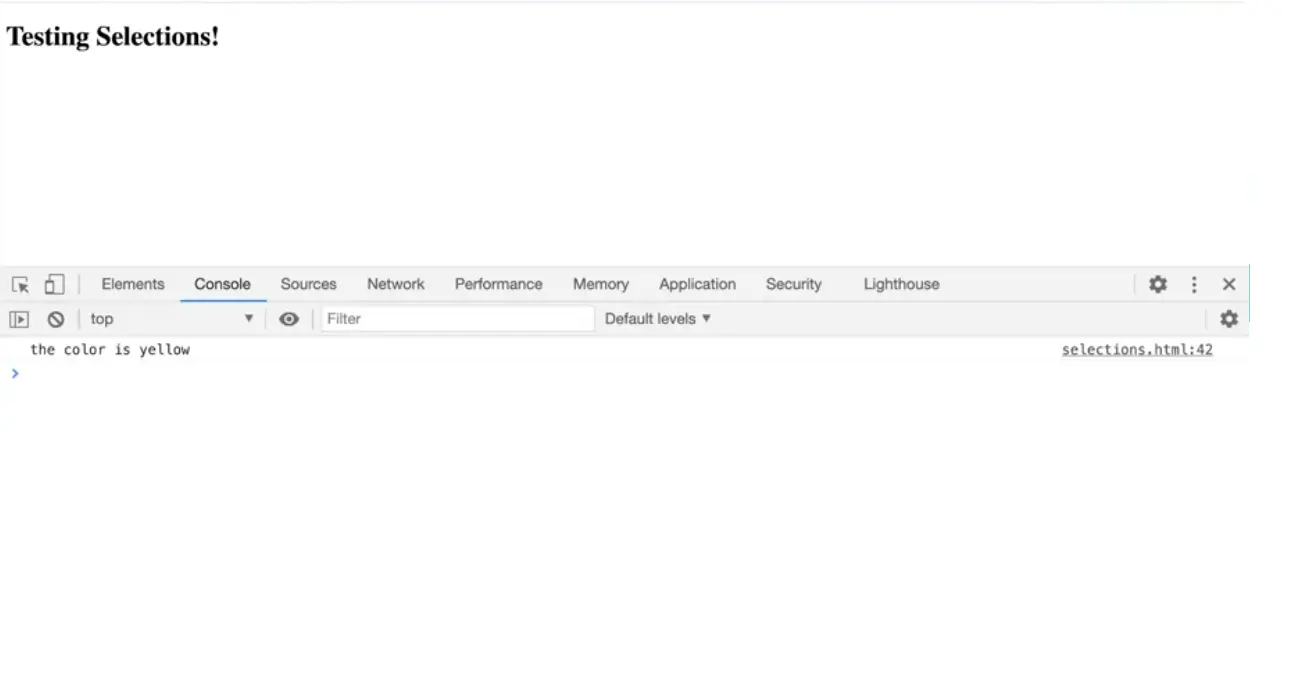 Testing Selections!
Elements Console Sources Network Performance Memory Application Security Lighthouse
top Filter Default levels
the color is yellow selections.html:42